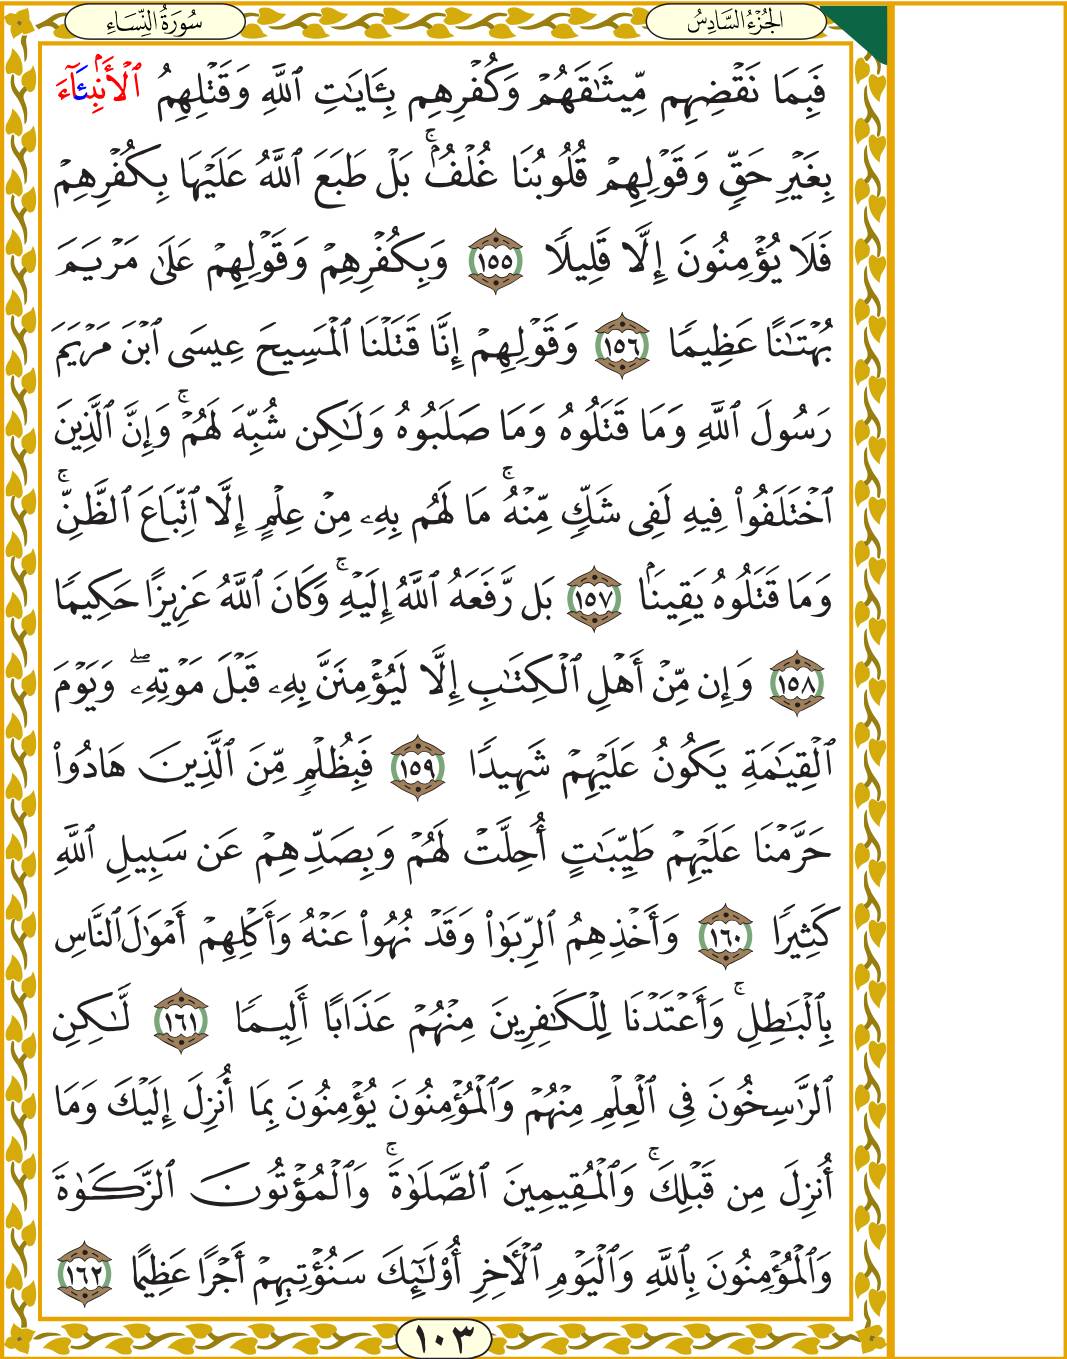 الجُزْءُ السَّادِسُ
سُورَةُ النِّسَاءِ
فَبِمَا نَقْضِهِم مِّيثَٰقَهُمْ وَكُفْرِهِم بِـَٔايَٰتِ ٱللَّهِ وَقَتْلِهِمُ ٱلْأَنۢبِـَٔآءَ
بِغَيْرِ حَقٍّ وَقَوْلِهِمْ قُلُوبُنَا غُلْفُۢۚ بَلْ طَبَعَ ٱللَّهُ عَلَيْهَا بِكُفْرِهِمْ
فَلَا يُؤْمِنُونَ إِلَّا قَلِيلًا ١٥٥ وَبِكُفْرِهِمْ وَقَوْلِهِمْ عَلَىٰ مَرْيَمَ
بُهْتَٰنًا عَظِيمًا ١٥٦ وَقَوْلِهِمْ إِنَّا قَتَلْنَا ٱلْمَسِيحَ عِيسَى ٱبْنَ مَرْيَمَ
رَسُولَ ٱللَّهِ وَمَا قَتَلُوهُ وَمَا صَلَبُوهُ وَلَٰكِن شُبِّهَ لَهُمْۚ وَإِنَّ ٱلَّذِينَ
ٱخْتَلَفُوا۟ فِيهِ لَفِى شَكٍّ مِّنْهُۚ مَا لَهُم بِهِۦ مِنْ عِلْمٍ إِلَّا ٱتِّبَاعَ ٱلظَّنِّۚ
وَمَا قَتَلُوهُ يَقِينَۢا ١٥٧ بَل رَّفَعَهُ ٱللَّهُ إِلَيْهِۚ وَكَانَ ٱللَّهُ عَزِيزًا حَكِيمًا
١٥٨ وَإِن مِّنْ أَهْلِ ٱلْكِتَٰبِ إِلَّا لَيُؤْمِنَنَّ بِهِۦ قَبْلَ مَوْتِهِۦۖ وَيَوْمَ
ٱلْقِيَٰمَةِ يَكُونُ عَلَيْهِمْ شَهِيدًا ١٥٩ فَبِظُلْمٍ مِّنَ ٱلَّذِينَ هَادُوا۟
حَرَّمْنَا عَلَيْهِمْ طَيِّبَٰتٍ أُحِلَّتْ لَهُمْ وَبِصَدِّهِمْ عَن سَبِيلِ ٱللَّهِ
كَثِيرًا ١٦٠ وَأَخْذِهِمُ ٱلرِّبَوٰا۟ وَقَدْ نُهُوا۟ عَنْهُ وَأَكْلِهِمْ أَمْوَٰلَ ٱلنَّاسِ
بِٱلْبَٰطِلِۚ وَأَعْتَدْنَا لِلْكَٰفِرِينَ مِنْهُمْ عَذَابًا أَلِيمًا ١٦١ لَّٰكِنِ
ٱلرَّٰسِخُونَ فِى ٱلْعِلْمِ مِنْهُمْ وَٱلْمُؤْمِنُونَ يُؤْمِنُونَ بِمَا أُنزِلَ إِلَيْكَ وَمَا
أُنزِلَ مِن قَبْلِكَۚ وَٱلْمُقِيمِينَ ٱلصَّلَوٰةَۚ وَٱلْمُؤْتُونَ ٱلزَّكَوٰةَ
وَٱلْمُؤْمِنُونَ بِٱللَّهِ وَٱلْيَوْمِ ٱلْأَخِرِ أُو۟لَٰٓئِكَ سَنُؤْتِيهِمْ أَجْرًا عَظِيمًا ١٦٢
١٠٣